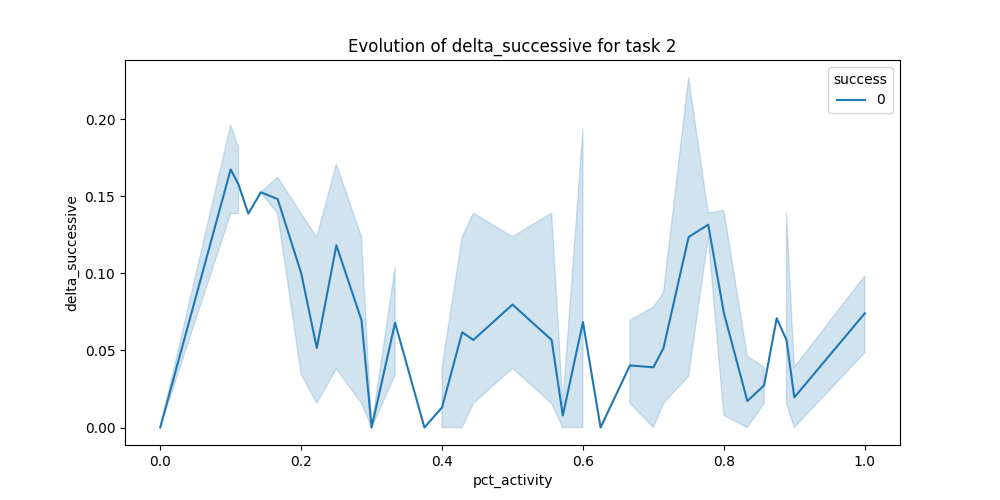 Evolution of delta_successive for task 2
success
0
0.20
0.15
0.10
0.05
0.00
delta_successive
0.0 0.2 0.4 0.6 0.8 1.0
pct_activity